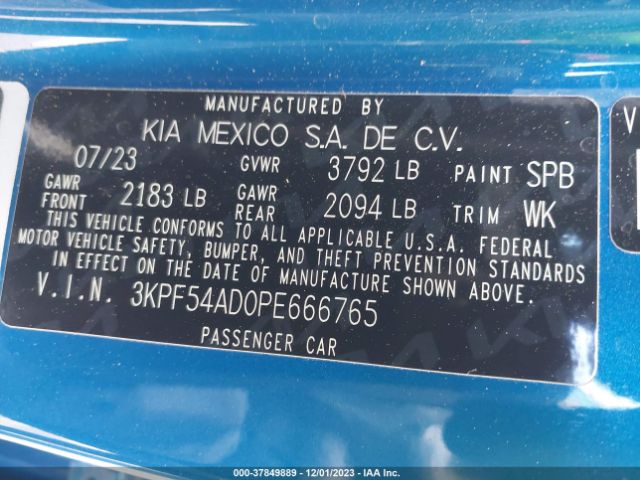 MANUFACTURED BY
KIA MEXICO S.A. DE C.V.
07/23 GVWR 3792 LB PAINT SPB
GAWR FRONT 2183 LB GAWR REAR 2094 LB TRIM WK
THIS VEHICLE CONFORMS TO ALL APPLICABLE U.S.A. FEDERAL
MOTOR VEHICLE SAFETY, BUMPER, AND THEFT PREVENTION STANDARDS
IN EFFECT ON THE DATE OF MANUFACTURE SHOWN ABOVE.
V.I.N. 3KPF54AD0PE666765
PASSENGER CAR
000-37849889 - 12/01/2023 - IAA Inc.